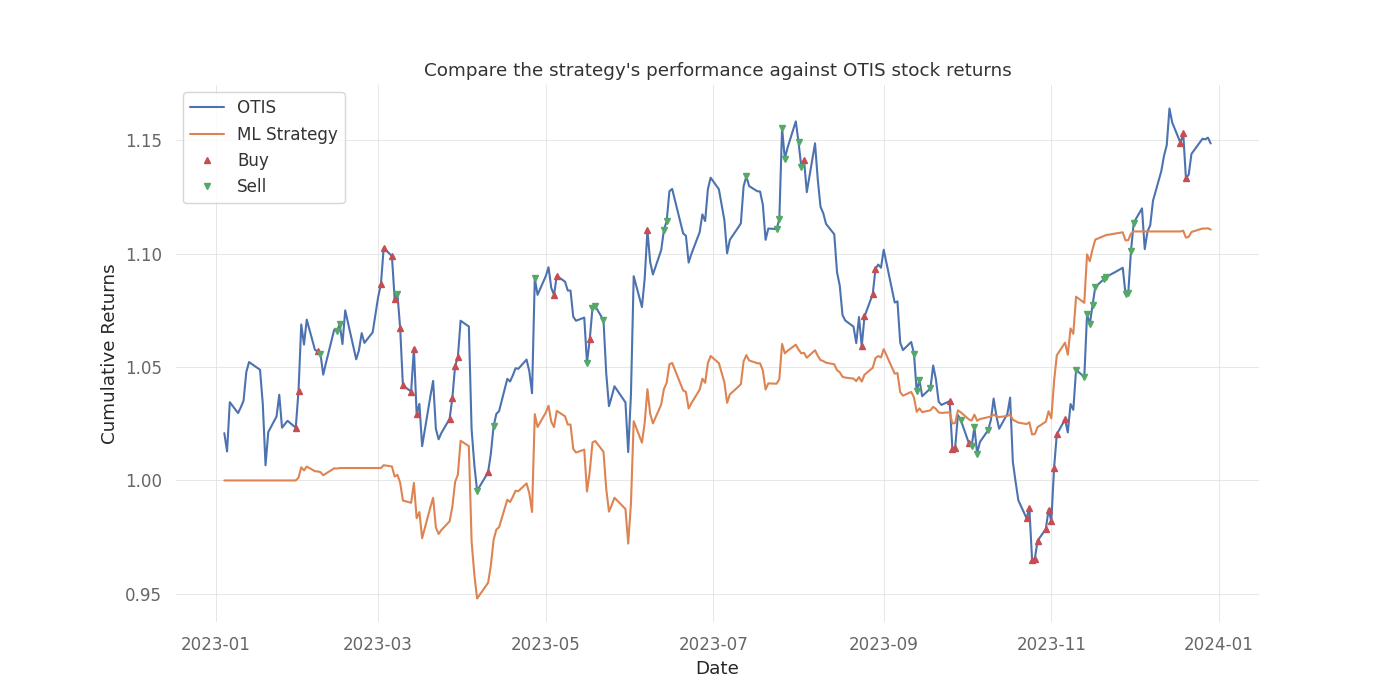 Compare the strategy's performance against OTIS stock returns
OTIS
ML Strategy
Buy
Sell
Cumulative Returns
1.15
1.10
1.05
1.00
0.95
2023-01
2023-03
2023-05
2023-07
2023-09
2023-11
2024-01
Date